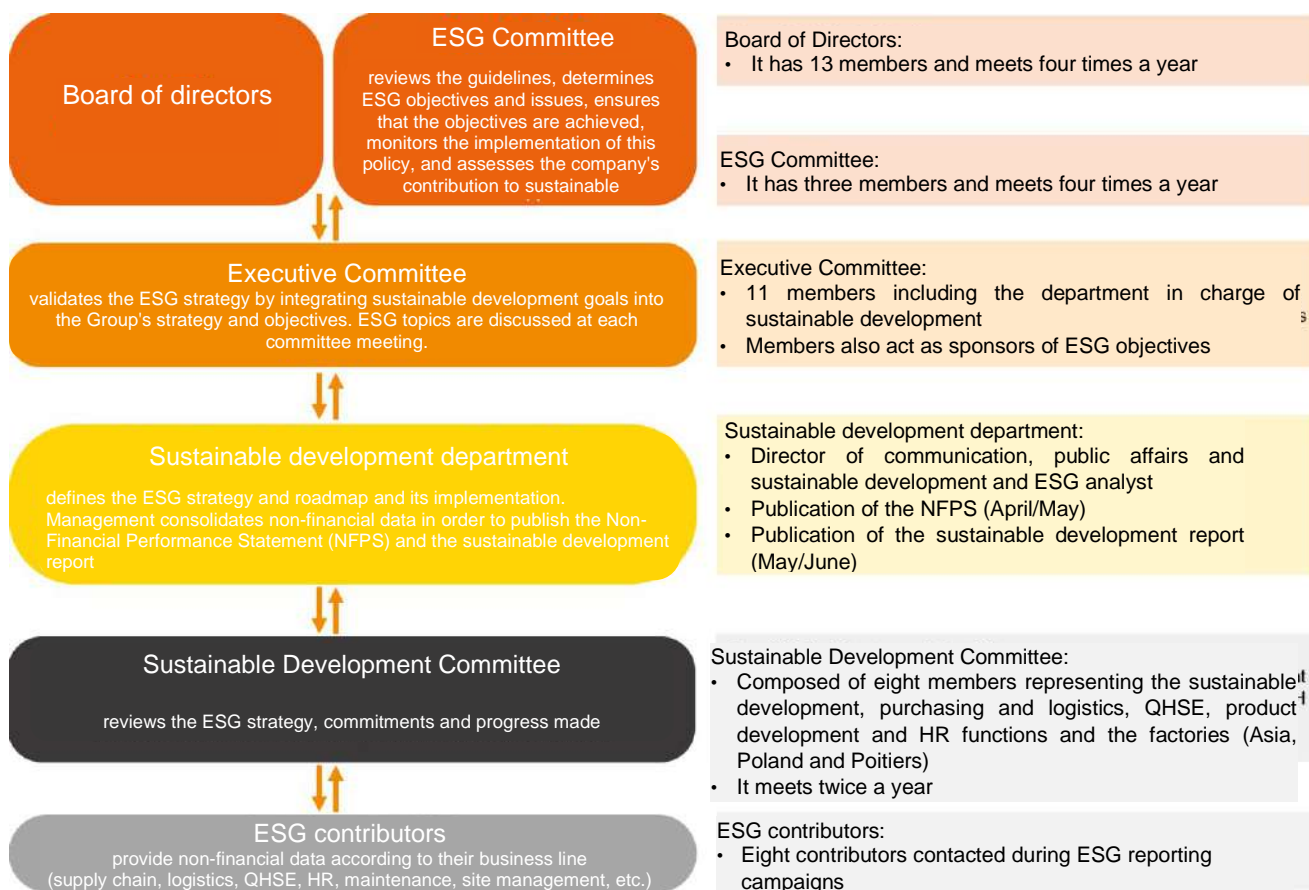 Board of directors
ESG Committee
reviews the guidelines, determines
ESG objectives and issues, ensures
that the objectives are achieved,
monitors the implementation of this
policy, and assesses the company's
contribution to sustainable
Board of Directors:
• It has 13 members and meets four times a year
ESG Committee:
• It has three members and meets four times a year
Executive Committee
validates the ESG strategy by integrating sustainable development goals into
the Group's strategy and objectives. ESG topics are discussed at each
committee meeting.
Executive Committee:
• 11 members including the department in charge of
sustainable development
• Members also act as sponsors of ESG objectives
Sustainable development department
defines the ESG strategy and roadmap and its implementation.
Management consolidates non-financial data in order to publish the Non-
Financial Performance Statement (NFPS) and the sustainable development
report
Sustainable development department:
• Director of communication, public affairs and
sustainable development and ESG analyst
• Publication of the NFPS (April/May)
• Publication of the sustainable development report
(May/June)
Sustainable Development Committee
reviews the ESG strategy, commitments and progress made
Sustainable Development Committee:
• Composed of eight members representing the sustainable
development, purchasing and logistics, QHSE, product
development and HR functions and the factories (Asia,
Poland and Poitiers)
• It meets twice a year
ESG contributors
provide non-financial data according to their business line
(supply chain, logistics, QHSE, HR, maintenance, site management, etc.)
ESG contributors:
• Eight contributors contacted during ESG reporting
campaigns